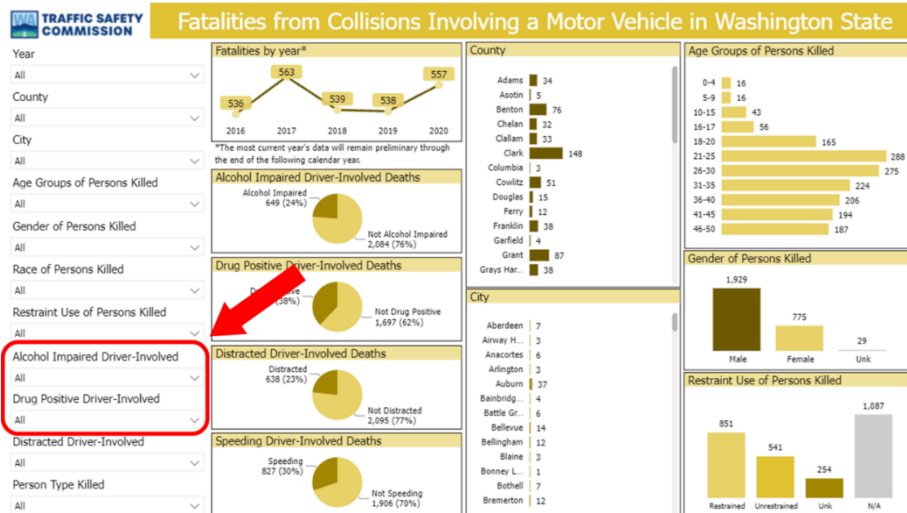 TRAFFIC SAFETY
COMMISSION
Fatalities from Collisions Involving a Motor Vehicle in Washington State
Year
All
County
All
City
All
Age Groups of Persons Killed
All
Gender of Persons Killed
All
Race of Persons Killed
All
Restraint Use of Persons Killed
All
Alcohol Impaired Driver-Involved
All
Drug Positive Driver-Involved
All
Distracted Driver-Involved
All
Person Type Killed
All
Fatalities by year*
536
563
539
538
557
2016 2017 2018 2019 2020
*The most current year's data will remain preliminary through
the end of the following calendar year.
Alcohol Impaired Driver-Involved Deaths
Alcohol Impaired
649 (24%)
Not Alcohol Impaired
2,084 (76%)
Drug Positive Driver-Involved Deaths
(38%)
Not Drug Positive
1,697 (62%)
Distracted Driver-Involved Deaths
Distracted
638 (23%)
Not Distracted
2,095 (77%)
Speeding Driver-Involved Deaths
Speeding
827 (30%)
Not Speeding
1,906 (70%)
County
Adams 34
Asotin 5
Benton 76
Chelan 32
Clallam 33
Clark 148
Columbia 3
Cowlitz 51
Douglas 15
Ferry 12
Franklin 38
Garfield 4
Grant 87
Grays Har... 38
City
Aberdeen 7
Airway H... 3
Anacortes 6
Arlington 3
Auburn 37
Bainbridg... 4
Battle Gr... 6
Bellevue 14
Bellingham 12
Blaine 3
Bonney L... 1
Bothell 7
Bremerton 12
Age Groups of Persons Killed
0-4 16
5-9 16
10-15 43
16-17 56
18-20 165
21-25 288
26-30 275
31-35 224
36-40 206
41-45 194
46-50 187
Gender of Persons Killed
1,929
775
29
Male Female Unk
Restraint Use of Persons Killed
851
541
254
1,087
Restrained Unrestrained Unk N/A